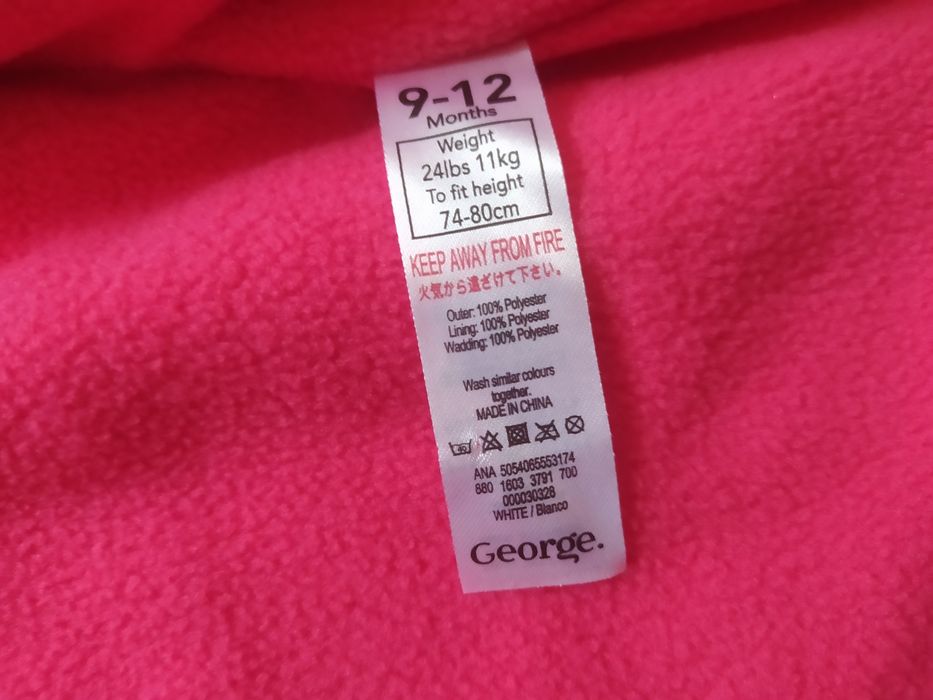 9-12
Months
Weight
24lbs 11kg
To fit height
74-80cm
KEEP AWAY FROM FIRE
火気から遠ざけて下さい。
Outer: 100% Polyester
Lining: 100% Polyester
Wadding: 100% Polyester
Wash similar colours
together.
MADE IN CHINA
40
ANA 5054065553174
880 1603 3791 700
000030328
WHITE / Blanco
George.